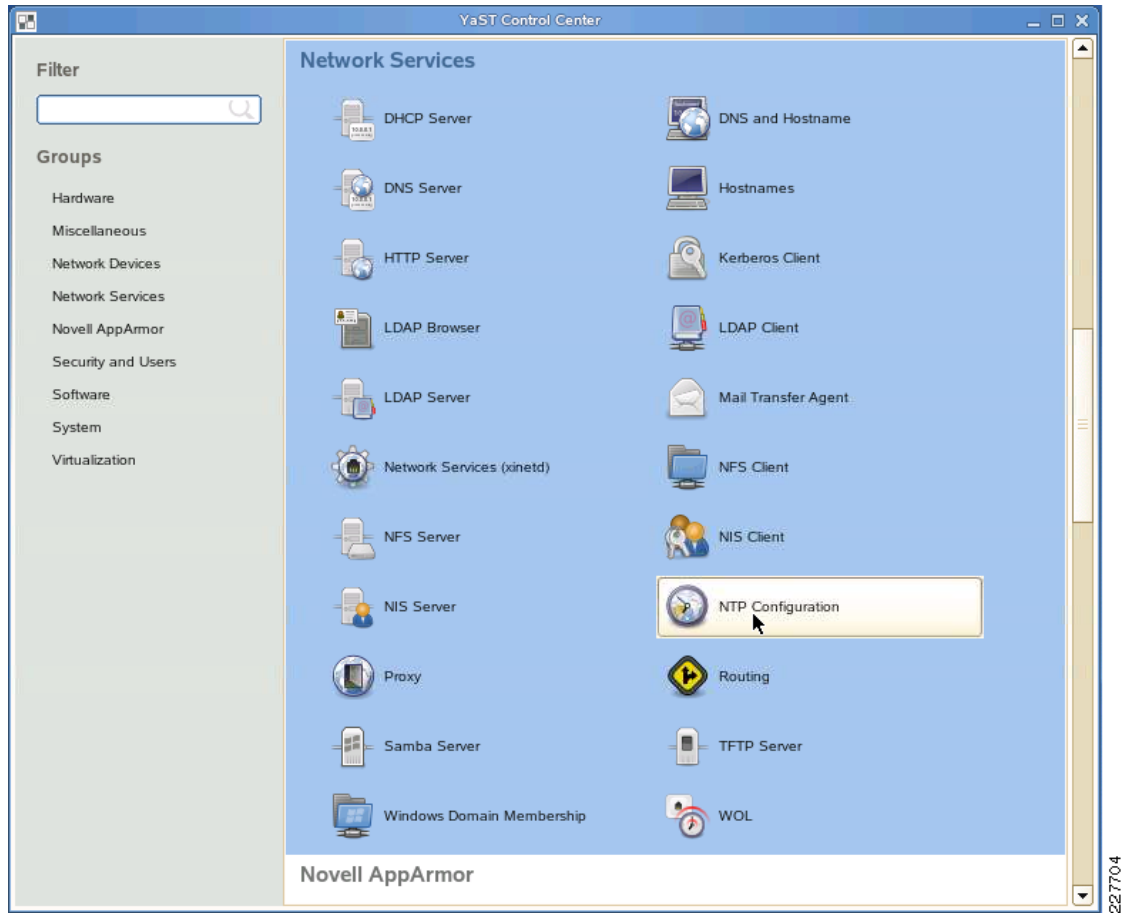 YaST Control Center
Filter
Groups
Hardware
Miscellaneous
Network Devices
Network Services
Novell AppArmor
Security and Users
Software
System
Virtualization
Network Services
DHCP Server
DNS and Hostname
DNS Server
Hostnames
HTTP Server
Kerberos Client
LDAP Browser
LDAP Client
LDAP Server
Mail Transfer Agent
Network Services (xinetd)
NFS Client
NFS Server
NIS Client
NIS Server
NTP Configuration
Proxy
Routing
Samba Server
TFTP Server
Windows Domain Membership
WOL
Novell AppArmor
227704